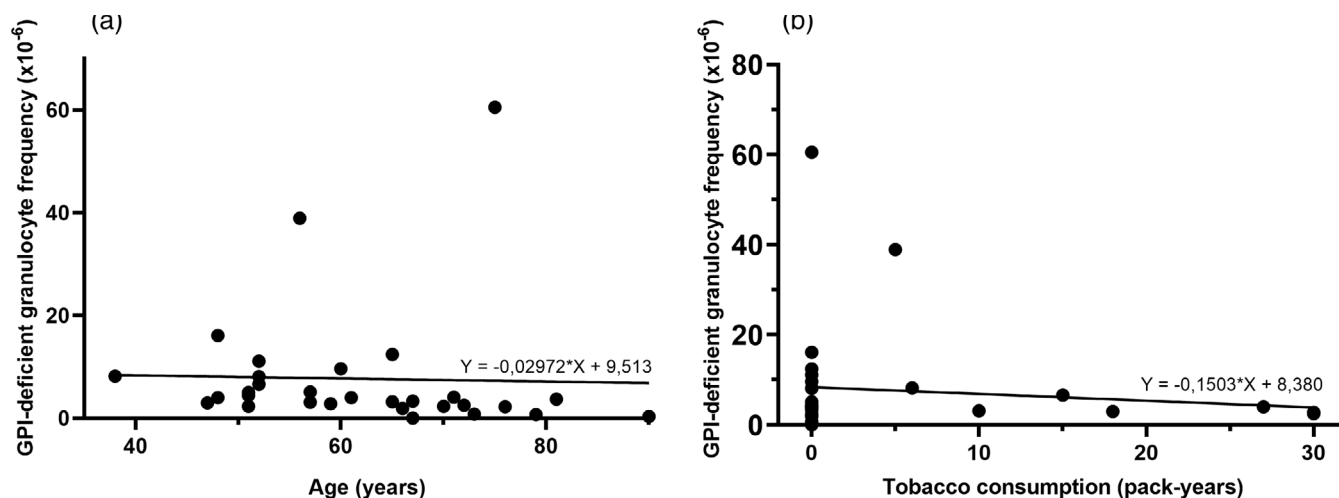 (a)
GPI-deficient granulocyte frequency (x10⁻⁶)
60
40
20
0
Y = -0,02972*X + 9,513
40 60 80
Age (years)
(b)
GPI-deficient granulocyte frequency (x10⁻⁶)
80
60
40
20
0
Y = -0,1503*X + 8,380
0 10 20 30
Tobacco consumption (pack-years)